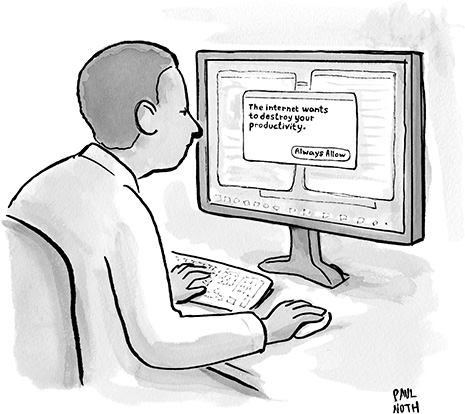 The internet wants
to destroy your
productivity.
Always Allow
PAUL
NOTH